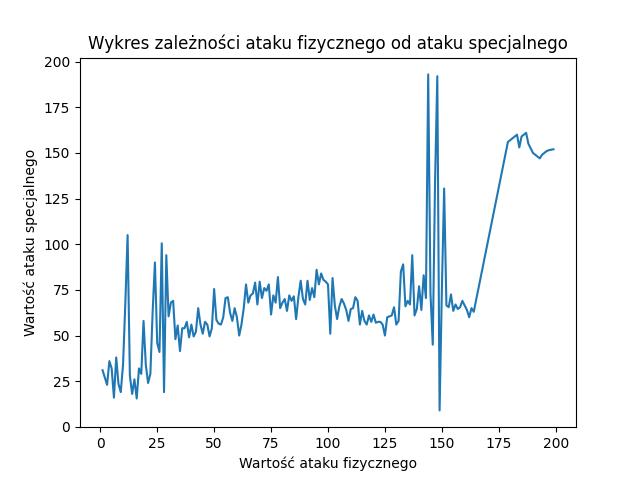 Wykres zależności ataku fizycznego od ataku specjalnego
Wartość ataku specjalnego
200
175
150
125
100
75
50
25
0
0 25 50 75 100 125 150 175 200
Wartość ataku fizycznego